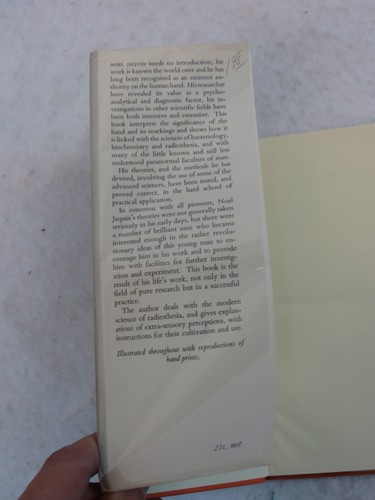 NOEL JAQUIN needs no introduction; his
work is known the world over and he has
long been recognised as an eminent au-
thority on the human hand. His researches
have revealed its value as a psycho-
analytical and diagnostic factor, his in-
vestigations in other scientific fields have
been both intensive and extensive. This
book interprets the significance of the
hand and its markings and shows how it
is linked with the sciences of bacteriology,
biochemistry and radiesthesia, and with
many of the little known and still less
understood paranormal faculties of man.
His theories, and the methods he has
devised, involving the use of some of the
advanced sciences, have been tested, and
proved correct, in the hard school of
practical application.
In common with all pioneers, Noel
Jaquin's theories were not generally taken
seriously in his early days, but there were
a number of brilliant men who became
interested enough in the rather revolu-
tionary ideas of this young man to en-
courage him in his work and to provide
him with facilities for further investig-
ation and experiment. This book is the
result of his life's work, not only in the
field of pure research but in a successful
practice.
The author deals with the modern
science of radiesthesia, and gives explan-
ations of extra-sensory perceptions, with
instructions for their cultivation and use.
Illustrated throughout with reproductions of
hand prints.
25s. net